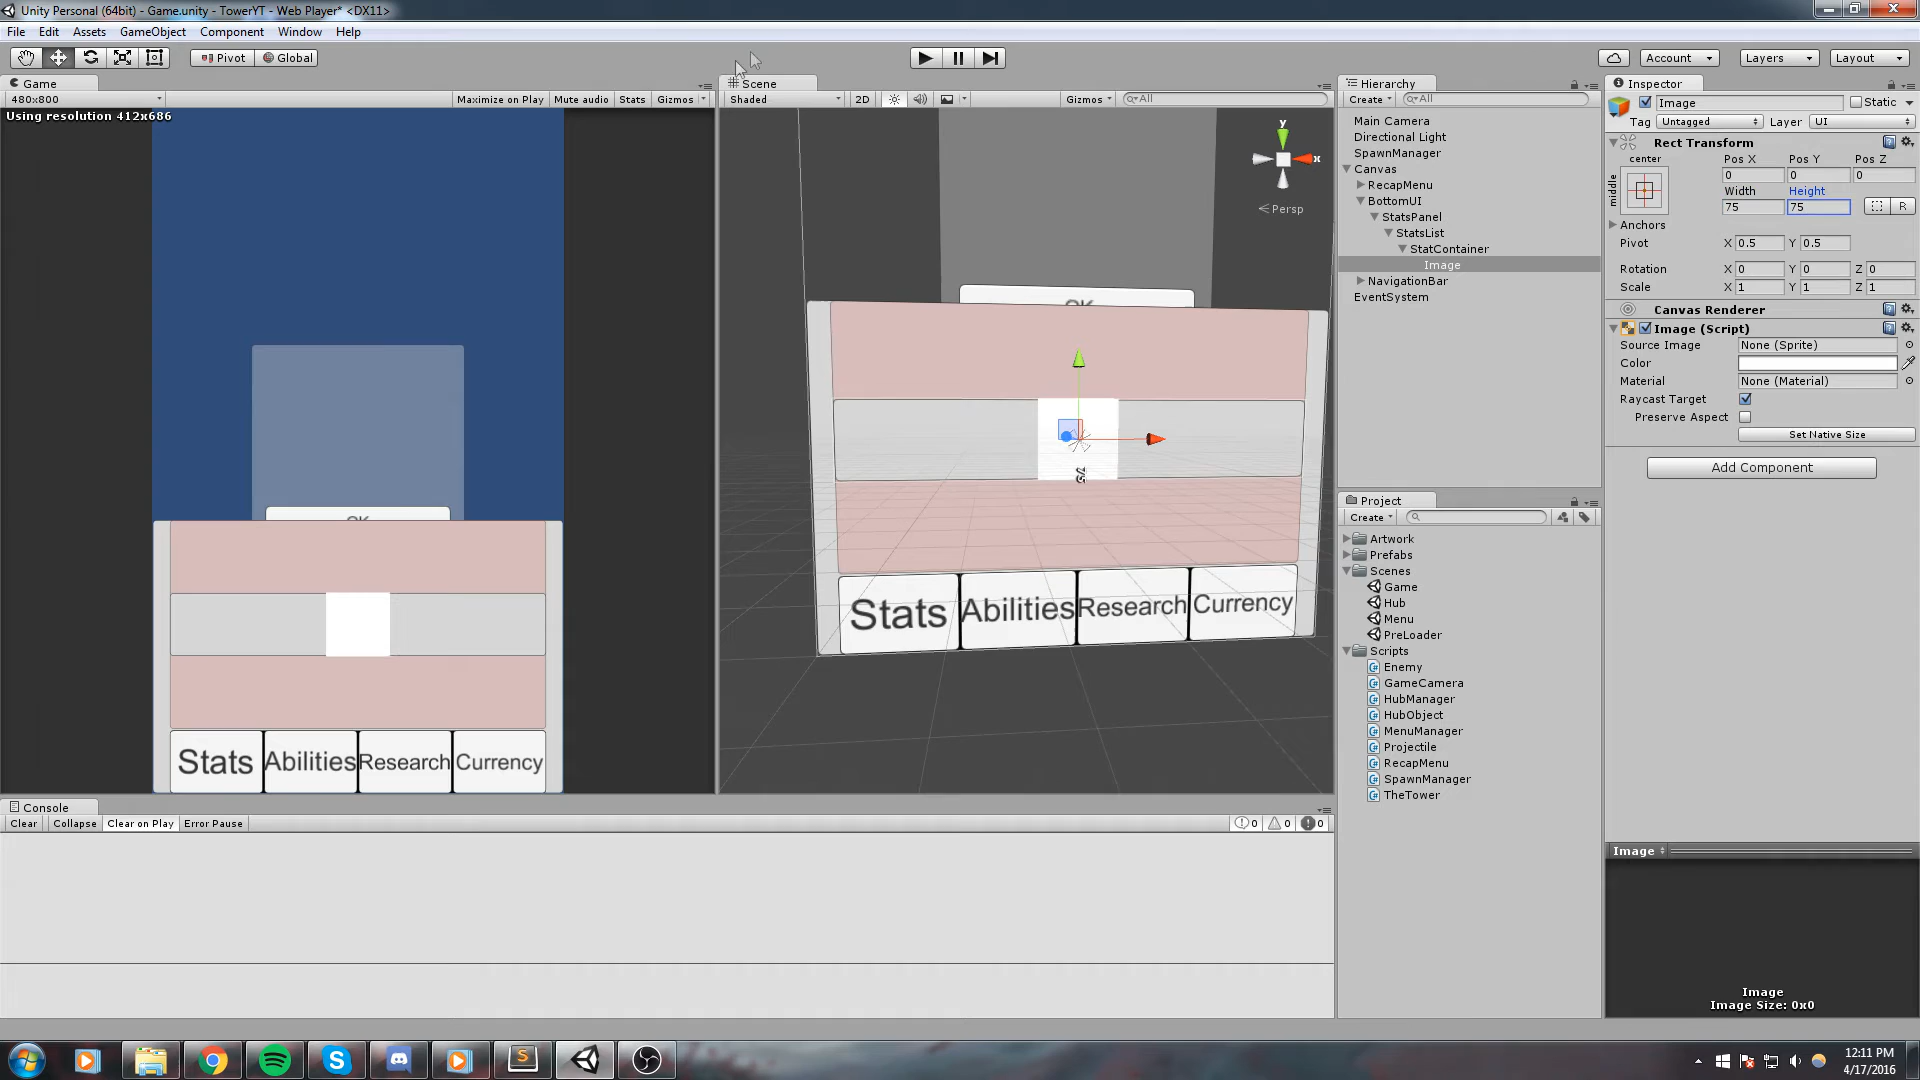 Unity Personal (64bit) - Game.unity - TowerYT - Web Player* <DX11>
File Edit Assets GameObject Component Window Help
Pivot Global Account Layers Layout
Game
480x800 Maximize on Play Mute audio Stats Gizmos
Using resolution 412x686
OK
Stats Abilities Research Currency
Scene
Shaded 2D Gizmos All
y
x
Persp
OK
Stats Abilities Research Currency
Hierarchy
Create All
Main Camera
Directional Light
SpawnManager
Canvas
RecapMenu
BottomUI
StatsPanel
StatsList
StatContainer
Image
NavigationBar
EventSystem
Project
Create
Artwork
Prefabs
Scenes
Game
Hub
Menu
PreLoader
Scripts
Enemy
GameCamera
HubManager
HubObject
MenuManager
Projectile
RecapMenu
SpawnManager
TheTower
Inspector
Image Static
Tag Untagged Layer UI
Rect Transform
center Pos X Pos Y Pos Z
middle 0 0 0
Width Height
75 75 R
Anchors
Pivot X 0.5 Y 0.5
Rotation X 0 Y 0 Z 0
Scale X 1 Y 1 Z 1
Canvas Renderer
Image (Script)
Source Image None (Sprite)
Color
Material None (Material)
Raycast Target
Preserve Aspect
Set Native Size
Add Component
Image
Image
Image Size: 0x0
Console
Clear Collapse Clear on Play Error Pause 0 0 0
12:11 PM
4/17/2016